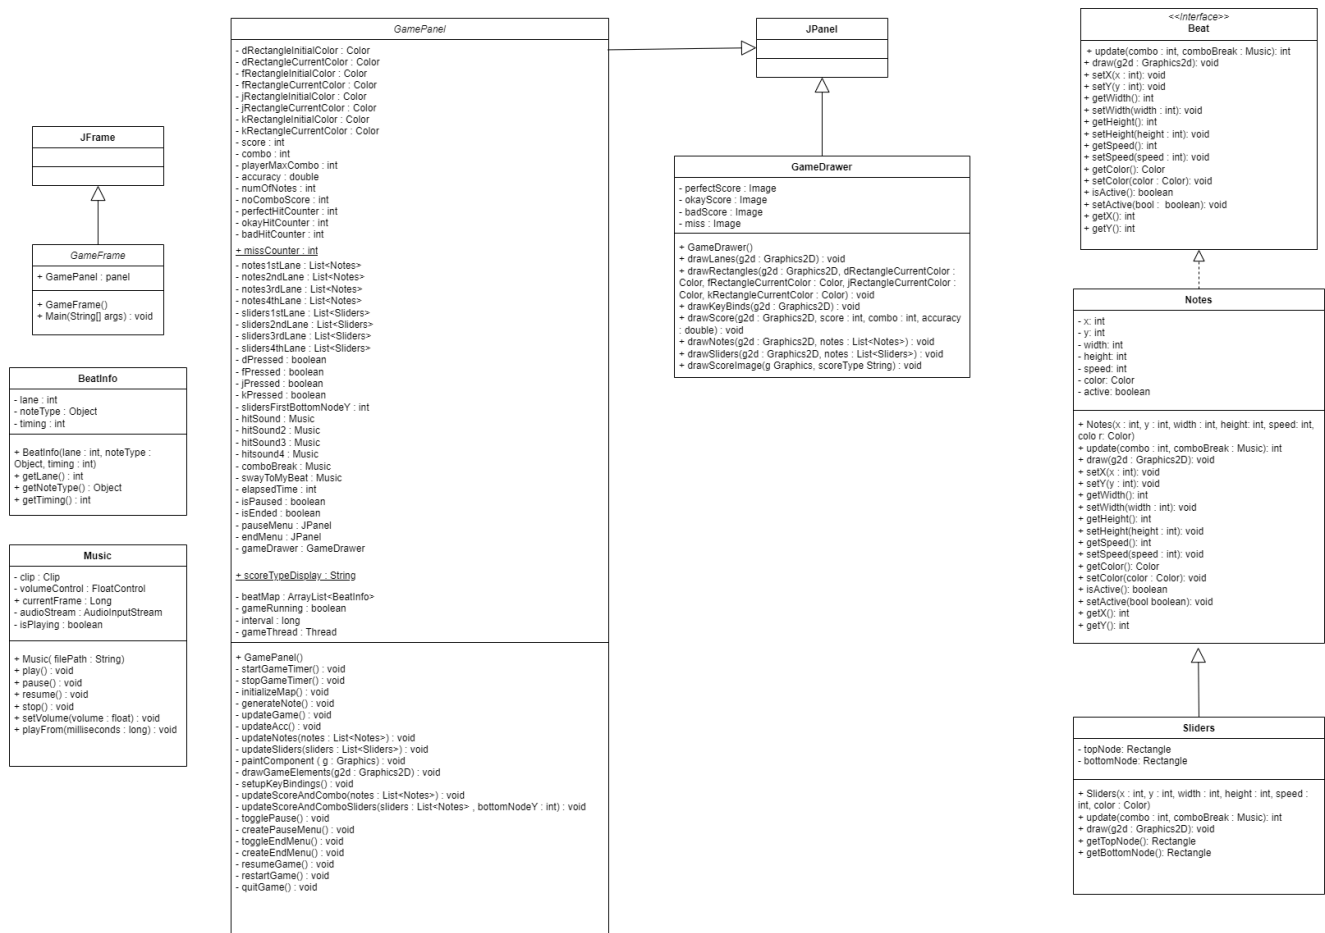 JFrame
GameFrame
+ GamePanel : panel
+ GameFrame()
+ Main(String[] args) : void
BeatInfo
- lane : int
- noteType : Object
- timing : int
+ BeatInfo(lane : int, noteType :
Object, timing : int)
+ getLane() : int
+ getNoteType() : Object
+ getTiming() : int
Music
- clip : Clip
- volumeControl : FloatControl
+ currentFrame : Long
- audioStream : AudioInputStream
- isPlaying : boolean
+ Music( filePath : String)
+ play() : void
+ pause() : void
+ resume() : void
+ stop() : void
+ setVolume(volume : float) : void
+ playFrom(milliseconds : long) : void
GamePanel
- dRectangleInitialColor : Color
- dRectangleCurrentColor : Color
- fRectangleInitialColor : Color
- fRectangleCurrentColor : Color
- jRectangleInitialColor : Color
- jRectangleCurrentColor : Color
- kRectangleInitialColor : Color
- kRectangleCurrentColor : Color
- score : int
- combo : int
- playerMaxCombo : int
- accuracy : double
- numOfNotes : int
- noComboScore : int
- perfectHitCounter : int
- okayHitCounter : int
- badHitCounter : int
+ missCounter : int
- notes1stLane : List<Notes>
- notes2ndLane : List<Notes>
- notes3rdLane : List<Notes>
- notes4thLane : List<Notes>
- sliders1stLane : List<Sliders>
- sliders2ndLane : List<Sliders>
- sliders3rdLane : List<Sliders>
- sliders4thLane : List<Sliders>
- dPressed : boolean
- fPressed : boolean
- jPressed : boolean
- kPressed : boolean
- slidersFirstBottomNodeY : int
- hitSound : Music
- hitSound2 : Music
- hitSound3 : Music
- hitsound4 : Music
- comboBreak : Music
- swayToMyBeat : Music
- elapsedTime : int
- isPaused : boolean
- isEnded : boolean
- pauseMenu : JPanel
- endMenu : JPanel
- gameDrawer : GameDrawer
+ scoreTypeDisplay : String
- beatMap : ArrayList<BeatInfo>
- gameRunning : boolean
- interval : long
- gameThread : Thread
+ GamePanel()
- startGameTimer() : void
- stopGameTimer() : void
- initializeMap() : void
- generateNote() : void
- updateGame() : void
- updateAcc() : void
- updateNotes(notes : List<Notes>) : void
- updateSliders(sliders : List<Sliders>) : void
- paintComponent ( g : Graphics) : void
- drawGameElements(g2d : Graphics2D) : void
- setupKeyBindings() : void
- updateScoreAndCombo(notes : List<Notes>) : void
- updateScoreAndComboSliders(sliders : List<Notes> , bottomNodeY : int) : void
- togglePause() : void
- createPauseMenu() : void
- toggleEndMenu() : void
- createEndMenu() : void
- resumeGame() : void
- restartGame() : void
- quitGame() : void
JPanel
GameDrawer
- perfectScore : Image
- okayScore : Image
- badScore : Image
- miss : Image
+ GameDrawer()
+ drawLanes(g2d : Graphics2D) : void
+ drawRectangles(g2d : Graphics2D, dRectangleCurrentColor :
Color, fRectangleCurrentColor : Color, jRectangleCurrentColor :
Color, kRectangleCurrentColor : Color) : void
+ drawKeyBinds(g2d : Graphics2D) : void
+ drawScore(g2d : Graphics2D, score : int, combo : int, accuracy
: double) : void
+ drawNotes(g2d : Graphics2D, notes : List<Notes>) : void
+ drawSliders(g2d : Graphics2D, notes : List<Sliders>) : void
+ drawScoreImage(g Graphics, scoreType String) : void
<<Interface>>
Beat
+ update(combo : int, comboBreak : Music): int
+ draw(g2d : Graphics2d): void
+ setX(x : int): void
+ setY(y : int): void
+ getWidth(): int
+ setWidth(width : int): void
+ getHeight(): int
+ setHeight(height : int): void
+ getSpeed(): int
+ setSpeed(speed : int): void
+ getColor(): Color
+ setColor(color : Color): void
+ isActive(): boolean
+ setActive(bool : boolean): void
+ getX(): int
+ getY(): int
Notes
- x: int
- y: int
- width: int
- height: int
- speed: int
- color: Color
- active: boolean
+ Notes(x : int, y : int, width : int, height: int, speed: int,
colo r: Color)
+ update(combo : int, comboBreak : Music): int
+ draw(g2d : Graphics2D): void
+ setX(x : int): void
+ setY(y : int): void
+ getWidth(): int
+ setWidth(width : int): void
+ getHeight(): int
+ setHeight(height : int): void
+ getSpeed(): int
+ setSpeed(speed : int): void
+ getColor(): Color
+ setColor(color : Color): void
+ isActive(): boolean
+ setActive(bool boolean): void
+ getX(): int
+ getY(): int
Sliders
- topNode: Rectangle
- bottomNode: Rectangle
+ Sliders(x : int, y : int, width : int, height : int, speed :
int, color : Color)
+ update(combo : int, comboBreak : Music): int
+ draw(g2d : Graphics2D): void
+ getTopNode(): Rectangle
+ getBottomNode(): Rectangle